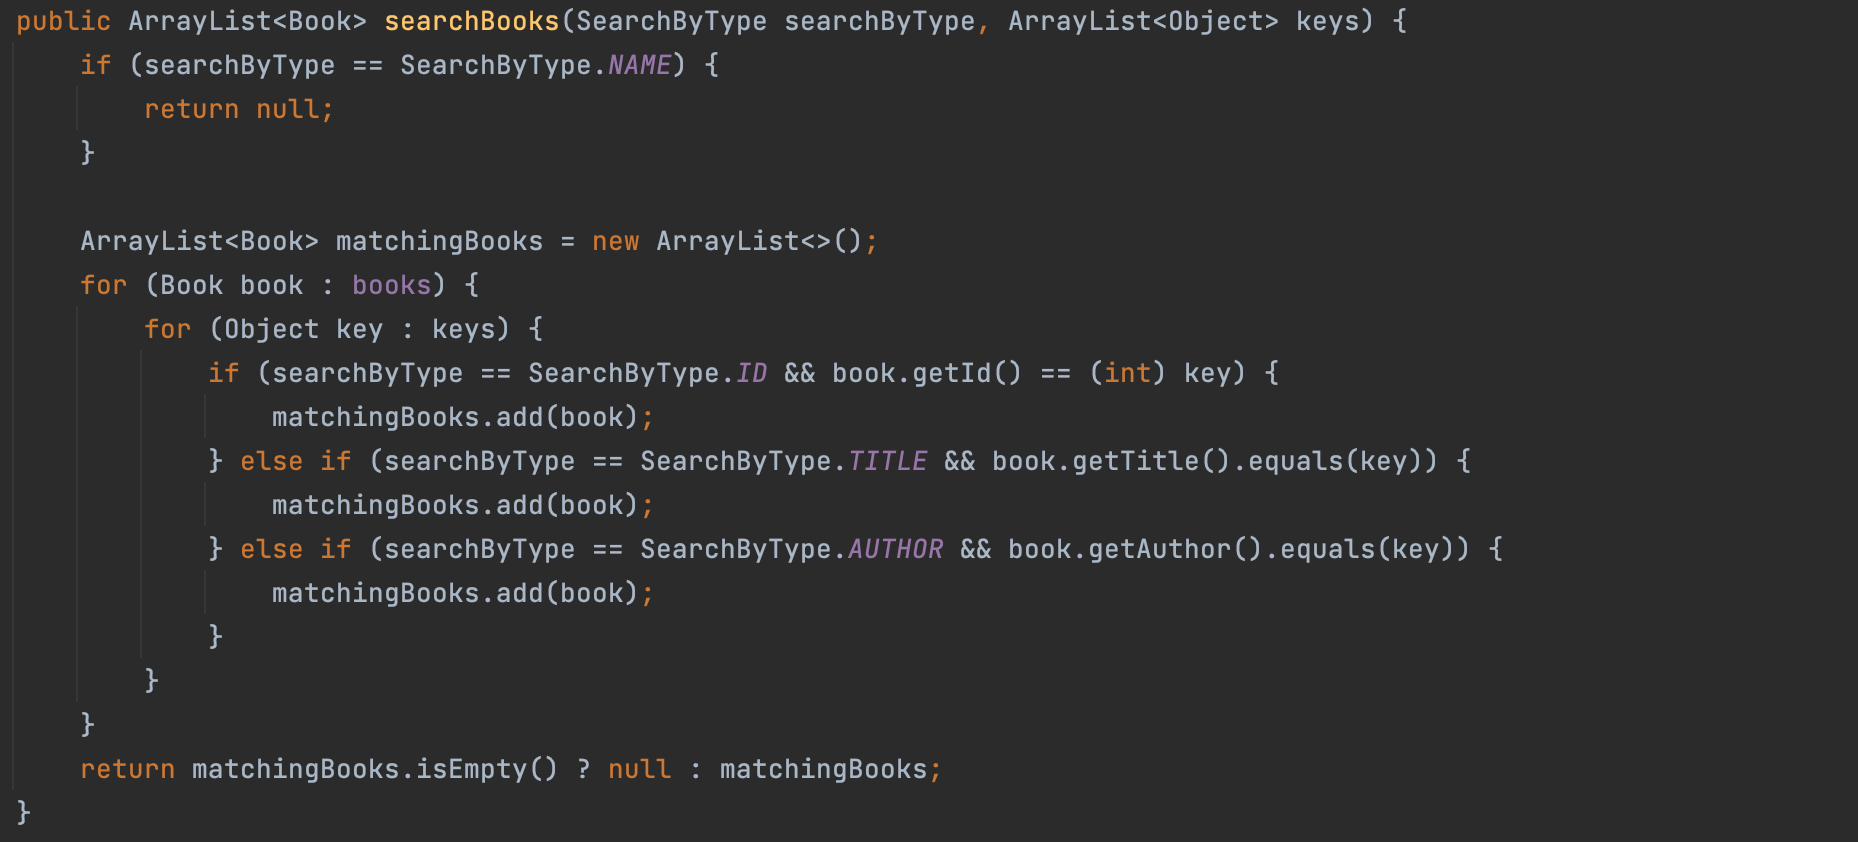 public ArrayList<Book> searchBooks(SearchByType searchByType, ArrayList<Object> keys) {
    if (searchByType == SearchByType.NAME) {
        return null;
    }

    ArrayList<Book> matchingBooks = new ArrayList<>();
    for (Book book : books) {
        for (Object key : keys) {
            if (searchByType == SearchByType.ID && book.getId() == (int) key) {
                matchingBooks.add(book);
            } else if (searchByType == SearchByType.TITLE && book.getTitle().equals(key)) {
                matchingBooks.add(book);
            } else if (searchByType == SearchByType.AUTHOR && book.getAuthor().equals(key)) {
                matchingBooks.add(book);
            }
        }
    }
    return matchingBooks.isEmpty() ? null : matchingBooks;
}